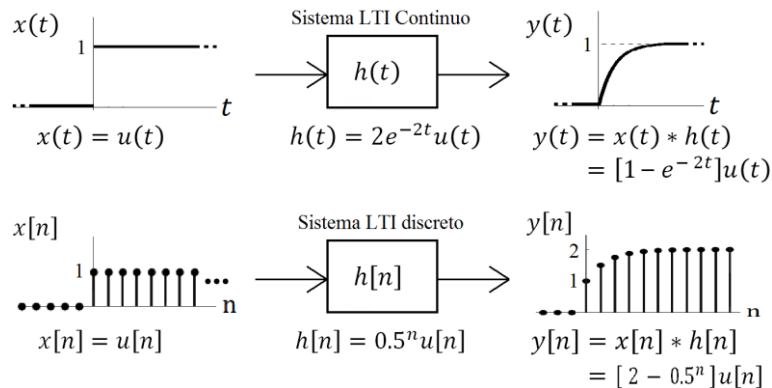 Sistema LTI Continuo
x(t)
1
t
h(t)
y(t)
1
t
x(t) = u(t)
h(t) = 2e^{-2t}u(t)
y(t) = x(t) * h(t)
= [1 - e^{-2t}]u(t)
Sistema LTI discreto
x[n]
1
n
h[n]
y[n]
2
1
n
x[n] = u[n]
h[n] = 0.5^n u[n]
y[n] = x[n] * h[n]
= [2 - 0.5^n]u[n]